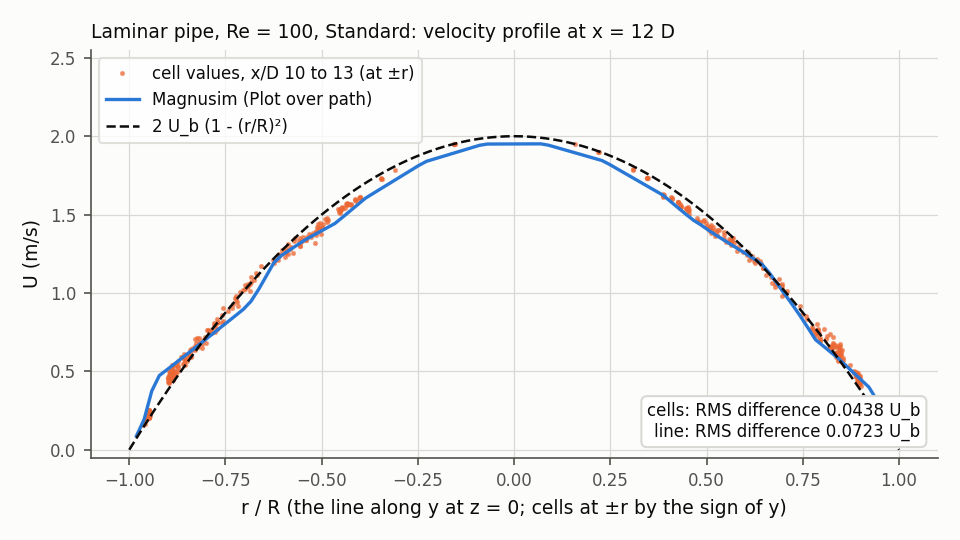 Laminar pipe, Re = 100, Standard: velocity profile at x = 12 D
cell values, x/D 10 to 13 (at ±r)
Magnusim (Plot over path)
2 U_b (1 - (r/R)²)
2.5
2.0
1.5
1.0
0.5
0.0
U (m/s)
cells: RMS difference 0.0438 U_b
line: RMS difference 0.0723 U_b
−1.00 −0.75 −0.50 −0.25 0.00 0.25 0.50 0.75 1.00
r / R (the line along y at z = 0; cells at ±r by the sign of y)